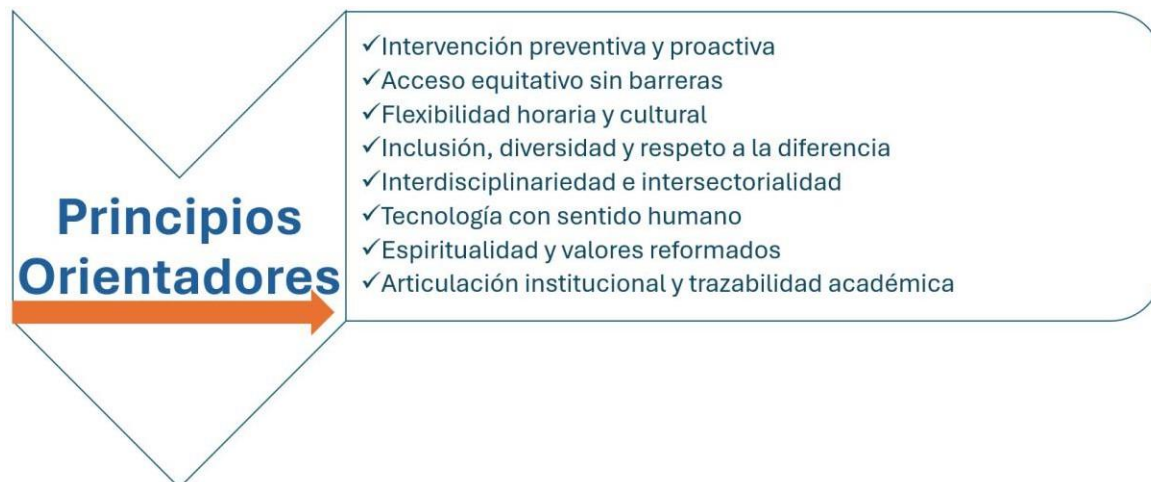 Principios
Orientadores
✓Intervención preventiva y proactiva
✓Acceso equitativo sin barreras
✓Flexibilidad horaria y cultural
✓Inclusión, diversidad y respeto a la diferencia
✓Interdisciplinariedad e intersectorialidad
✓Tecnología con sentido humano
✓Espiritualidad y valores reformados
✓Articulación institucional y trazabilidad académica